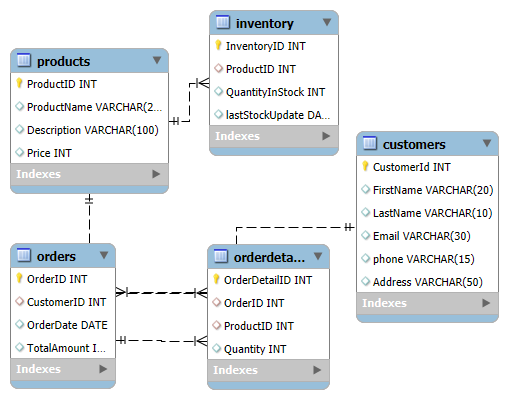 inventory
InventoryID INT
ProductID INT
QuantityInStock INT
lastStockUpdate DA...
Indexes
products
ProductID INT
ProductName VARCHAR(2...
Description VARCHAR(100)
Price INT
Indexes
customers
CustomerId INT
FirstName VARCHAR(20)
LastName VARCHAR(10)
Email VARCHAR(30)
phone VARCHAR(15)
Address VARCHAR(50)
Indexes
orders
OrderID INT
CustomerID INT
OrderDate DATE
TotalAmount I...
Indexes
orderdeta...
OrderDetailID INT
OrderID INT
ProductID INT
Quantity INT
Indexes